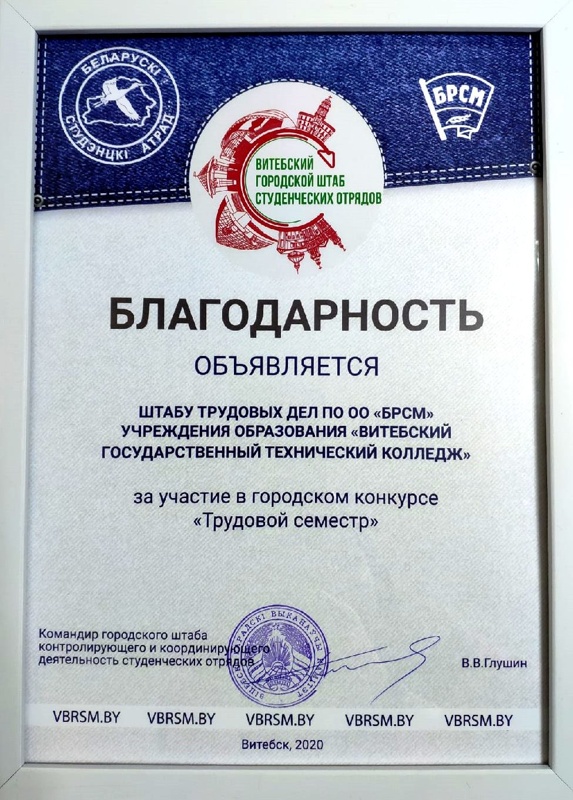 БЕЛАРУСКІ
СТУДЭНЦКІ АТРАД
БРСМ
ВИТЕБСКИЙ
ГОРОДСКОЙ ШТАБ
СТУДЕНЧЕСКИХ ОТРЯДОВ
БЛАГОДАРНОСТЬ
ОБЪЯВЛЯЕТСЯ
ШТАБУ ТРУДОВЫХ ДЕЛ ПО ОО «БРСМ»
УЧРЕЖДЕНИЯ ОБРАЗОВАНИЯ «ВИТЕБСКИЙ
ГОСУДАРСТВЕННЫЙ ТЕХНИЧЕСКИЙ КОЛЛЕДЖ»
за участие в городском конкурсе
«Трудовой семестр»
Командир городского штаба
контролирующего и координирующего
деятельность студенческих отрядов
В.В.Глушин
VBRSM.BY VBRSM.BY VBRSM.BY VBRSM.BY VBRSM.BY
Витебск, 2020